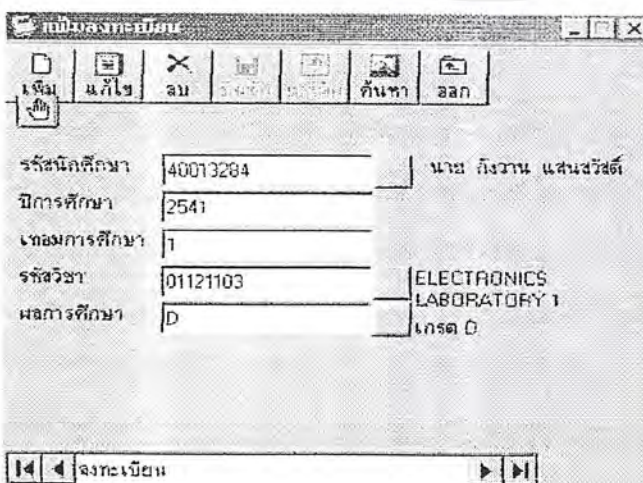 แฟ้มลงทะเบียน
เพิ่ม แก้ไข ลบ ค้นหา ออก
รหัสนักศึกษา 40013284 นาย กังวาน แสนสวัสดิ์
ปีการศึกษา 2541
เทอมการศึกษา 1
รหัสวิชา 01121103 ELECTRONICS
LABORATORY 1
ผลการศึกษา D เกรด D
ลงทะเบียน